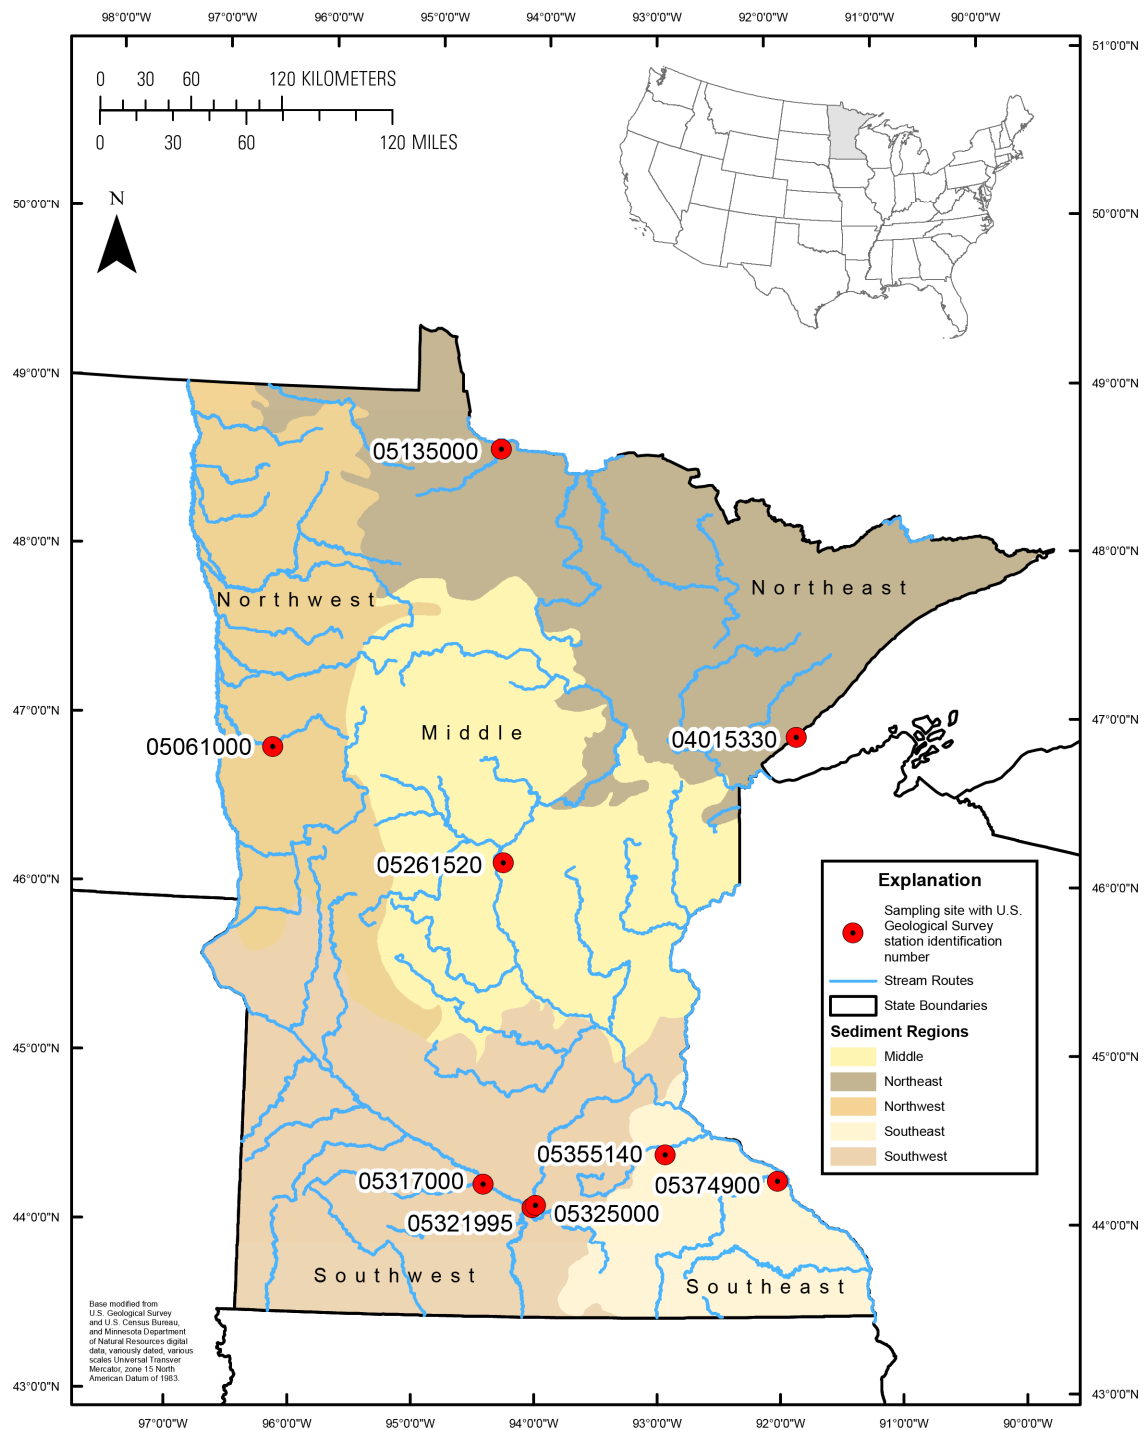 98°0'0"W 97°0'0"W 96°0'0"W 95°0'0"W 94°0'0"W 93°0'0"W 92°0'0"W 91°0'0"W 90°0'0"W
51°0'0"N
0 30 60 120 KILOMETERS
0 30 60 120 MILES
N
50°0'0"N
50°0'0"N
49°0'0"N
49°0'0"N
05135000
48°0'0"N
48°0'0"N
Northeast
Northwest
47°0'0"N
47°0'0"N
Middle
04015330
05061000
05261520
46°0'0"N
46°0'0"N
Explanation
Sampling site with U.S.
Geological Survey
station identification
number
Stream Routes
State Boundaries
Sediment Regions
Middle
Northeast
Northwest
Southeast
Southwest
45°0'0"N
45°0'0"N
05355140
05317000
05374900
05325000
05321995
44°0'0"N
44°0'0"N
Southwest
Southeast
Base modified from
U.S. Geological Survey
and U.S. Census Bureau,
and Minnesota Department
of Natural Resources digital
data, variously dated, various
scales Universal Transver
Mercator, zone 15 North
American Datum of 1983.
43°0'0"N
43°0'0"N
97°0'0"W 96°0'0"W 95°0'0"W 94°0'0"W 93°0'0"W 92°0'0"W 91°0'0"W 90°0'0"W